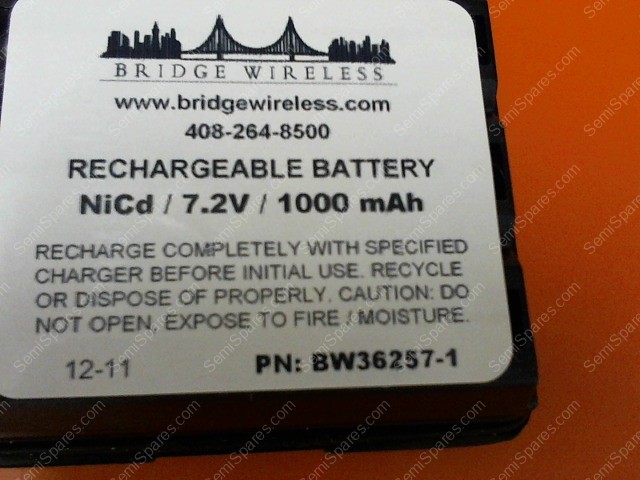 BRIDGE WIRELESS
www.bridgewireless.com
408-264-8500
RECHARGEABLE BATTERY
NiCd / 7.2V / 1000 mAh
RECHARGE COMPLETELY WITH SPECIFIED
CHARGER BEFORE INITIAL USE. RECYCLE
OR DISPOSE OF PROPERLY. CAUTION: DO
NOT OPEN, EXPOSE TO FIRE / MOISTURE.
12-11 PN: BW36257-1
SemiSpares.com